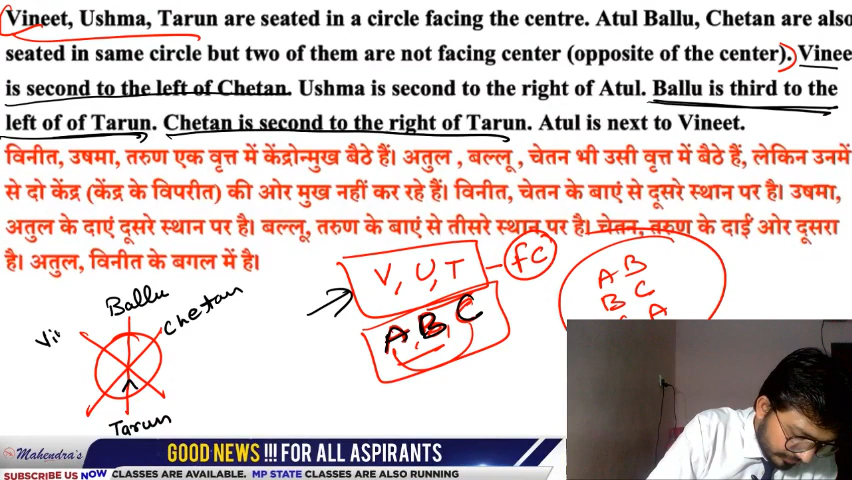 Vineet, Ushma, Tarun are seated in a circle facing the centre. Atul Ballu, Chetan are also
seated in same circle but two of them are not facing center (opposite of the center). Vinee
is second to the left of Chetan. Ushma is second to the right of Atul. Ballu is third to the
left of of Tarun. Chetan is second to the right of Tarun. Atul is next to Vineet.
विनीत, उषमा, तरुण एक वृत्त में केंद्रोन्मुख बैठे हैं। अतुल , बल्लू , चेतन भी उसी वृत्त में बैठे हैं, लेकिन उनमें
से दो केंद्र (केंद्र के विपरीत) की ओर मुख नहीं कर रहे हैं। विनीत, चेतन के बाएं से दूसरे स्थान पर है। उषमा,
अतुल के दाएं दूसरे स्थान पर है। बल्लू, तरुण के बाएं से तीसरे स्थान पर है। चेतन, तरुण के दाईं ओर दूसरा
है। अतुल, विनीत के बगल में है।
V, U, T - fC
A B C
A B
B C
A
Ballu
Chetan
Vi
Tarun
Mahendra's
GOOD NEWS !!! FOR ALL ASPIRANTS
SUBSCRIBE US NOW CLASSES ARE AVAILABLE. MP STATE CLASSES ARE ALSO RUNNING